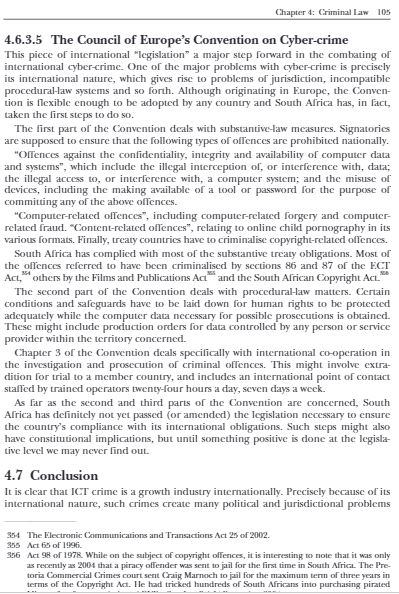 Chapter 4: Criminal Law 105
4.6.3.5 The Council of Europe's Convention on Cyber-crime
This piece of international "legislation" a major step forward in the combating of
international cyber-crime. One of the major problems with cyber-crime is precisely
its international nature, which gives rise to problems of jurisdiction, incompatible
procedural-law systems and so forth. Although originating in Europe, the Conven-
tion is flexible enough to be adopted by any country and South Africa has, in fact,
taken the first steps to do so.
The first part of the Convention deals with substantive-law measures. Signatories
are supposed to ensure that the following types of offences are prohibited nationally.
"Offences against the confidentiality, integrity and availability of computer data
and systems", which include the illegal interception of, or interference with, data;
the illegal access to, or interference with, a computer system; and the misuse of
devices, including the making available of a tool or password for the purpose of
committing any of the above offences.
"Computer-related offences", including computer-related forgery and computer-
related fraud. "Content-related offences", relating to online child pornography in its
various formats. Finally, treaty countries have to criminalise copyright-related offences.
South Africa has complied with most of the substantive treaty obligations. Most of
the offences referred to have been criminalised by sections 86 and 87 of the ECT
Act,354 others by the Films and Publications Act355 and the South African Copyright Act.356
The second part of the Convention deals with procedural-law matters. Certain
conditions and safeguards have to be laid down for human rights to be protected
adequately while the computer data necessary for possible prosecutions is obtained.
These might include production orders for data controlled by any person or service
provider within the territory concerned.
Chapter 3 of the Convention deals specifically with international co-operation in
the investigation and prosecution of criminal offences. This might involve extra-
dition for trial to a member country, and includes an international point of contact
staffed by trained operators twenty-four hours a day, seven days a week.
As far as the second and third parts of the Convention are concerned, South
Africa has definitely not yet passed (or amended) the legislation necessary to ensure
the country's compliance with its international obligations. Such steps might also
have constitutional implications, but until something positive is done at the legisla-
tive level we may never find out.
4.7 Conclusion
It is clear that ICT crime is a growth industry internationally. Precisely because of its
international nature, such crimes create many political and jurisdictional problems
354 The Electronic Communications and Transactions Act 25 of 2002.
355 Act 65 of 1996.
356 Act 98 of 1978. While on the subject of copyright offences, it is interesting to note that it was only
as recently as 2004 that a piracy offender was sent to jail for the first time in South Africa. The Pre-
toria Commercial Crimes court sent Craig Marnoch to jail for the maximum term of three years in
terms of the Copyright Act. He had tricked hundreds of South Africans into purchasing pirated